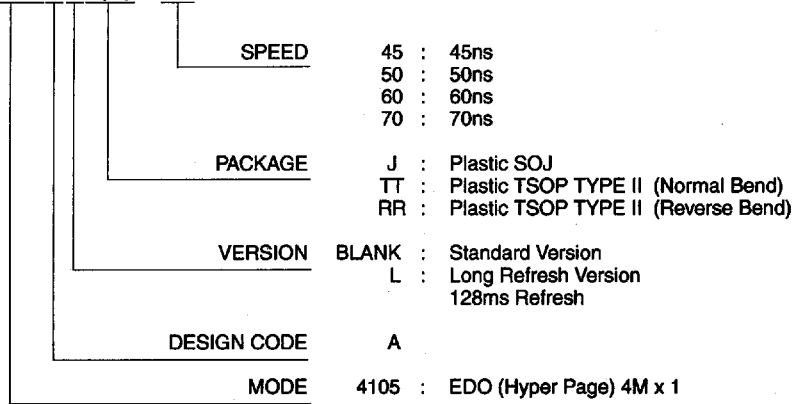 SPEED 45 : 45ns
50 : 50ns
60 : 60ns
70 : 70ns
PACKAGE J : Plastic SOJ
TT : Plastic TSOP TYPE II (Normal Bend)
RR : Plastic TSOP TYPE II (Reverse Bend)
VERSION BLANK : Standard Version
L : Long Refresh Version
128ms Refresh
DESIGN CODE A
MODE 4105 : EDO (Hyper Page) 4M x 1